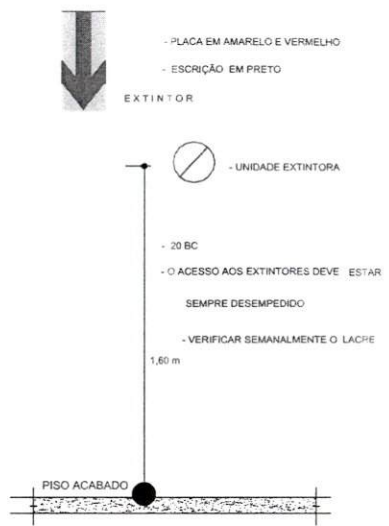 - PLACA EM AMARELO E VERMELHO
- ESCRIÇÃO EM PRETO
EXTINTOR
- UNIDADE EXTINTORA
- 20 BC
- O ACESSO AOS EXTINTORES DEVE ESTAR
SEMPRE DESEMPEDIDO
- VERIFICAR SEMANALMENTE O LACRE
1,60 m
PISO ACABADO